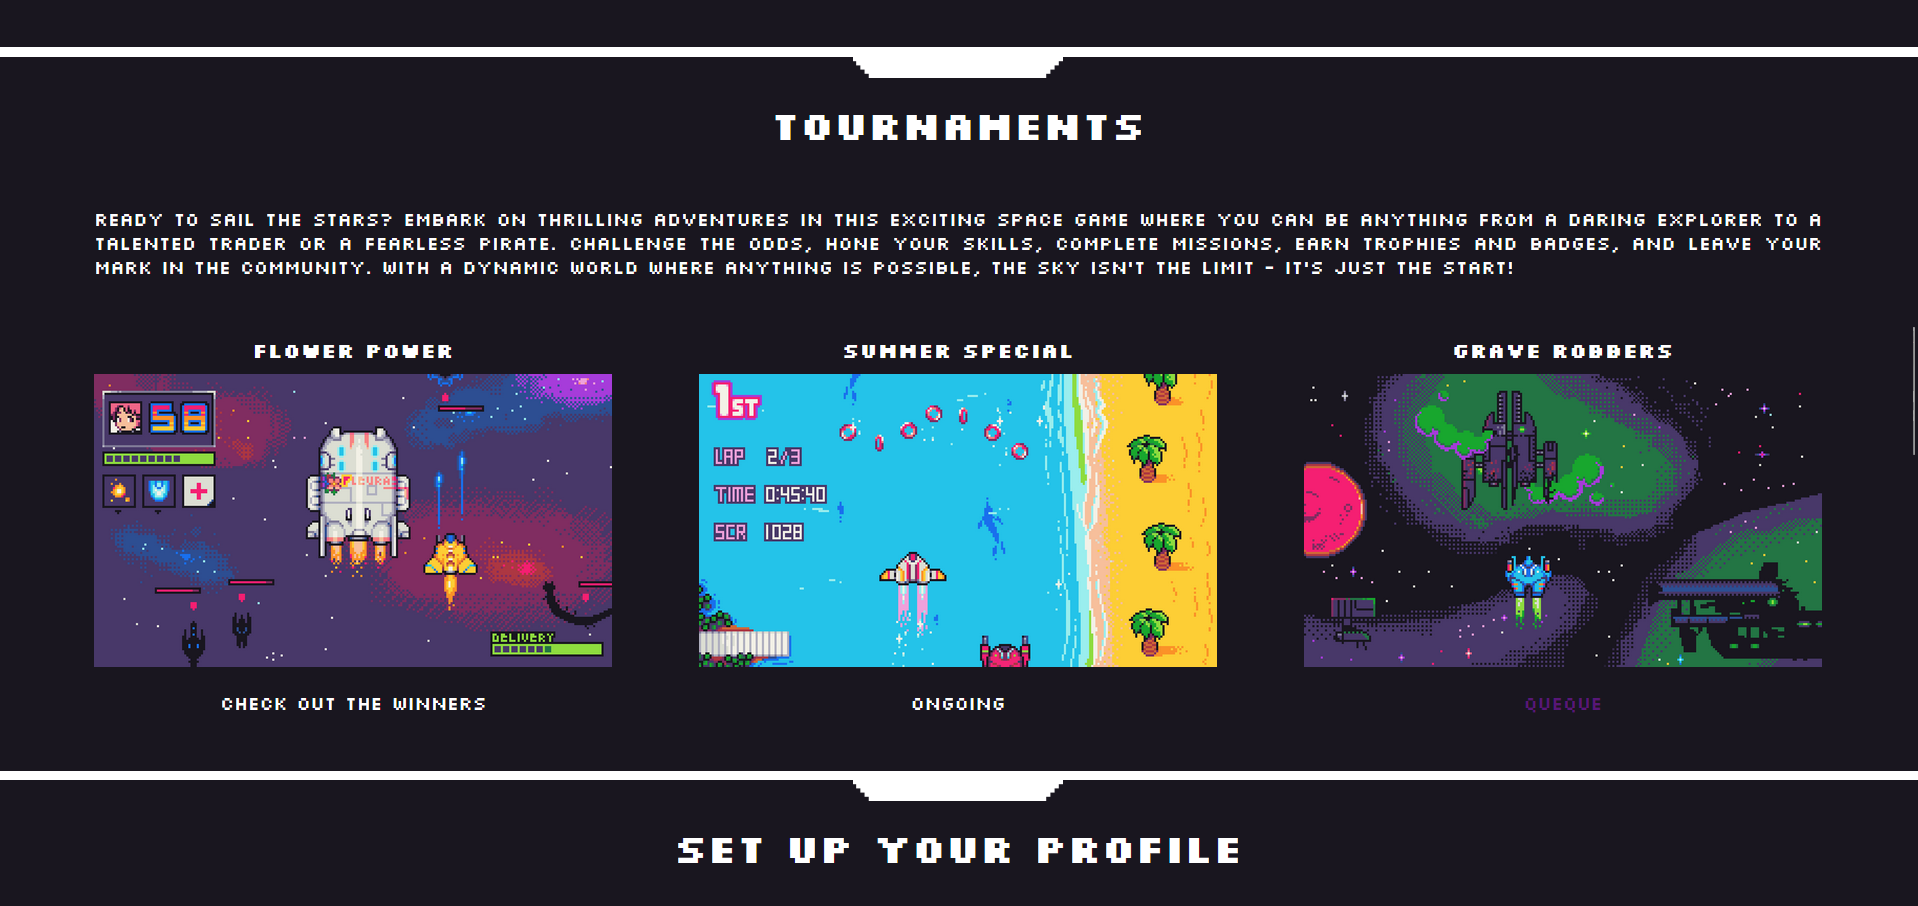 TOURNAMENTS
READY TO SAIL THE STARS? EMBARK ON THRILLING ADVENTURES IN THIS EXCITING SPACE GAME WHERE YOU CAN BE ANYTHING FROM A DARING EXPLORER TO A
TALENTED TRADER OR A FEARLESS PIRATE. CHALLENGE THE ODDS, HONE YOUR SKILLS, COMPLETE MISSIONS, EARN TROPHIES AND BADGES, AND LEAVE YOUR
MARK IN THE COMMUNITY. WITH A DYNAMIC WORLD WHERE ANYTHING IS POSSIBLE, THE SKY ISN'T THE LIMIT - IT'S JUST THE START!
FLOWER POWER
58
FLEURA
DELIVERY
CHECK OUT THE WINNERS
SUMMER SPECIAL
1ST
LAP 2/3
TIME 0:45:40
SCR 1028
ONGOING
GRAVE ROBBERS
QUEQUE
SET UP YOUR PROFILE